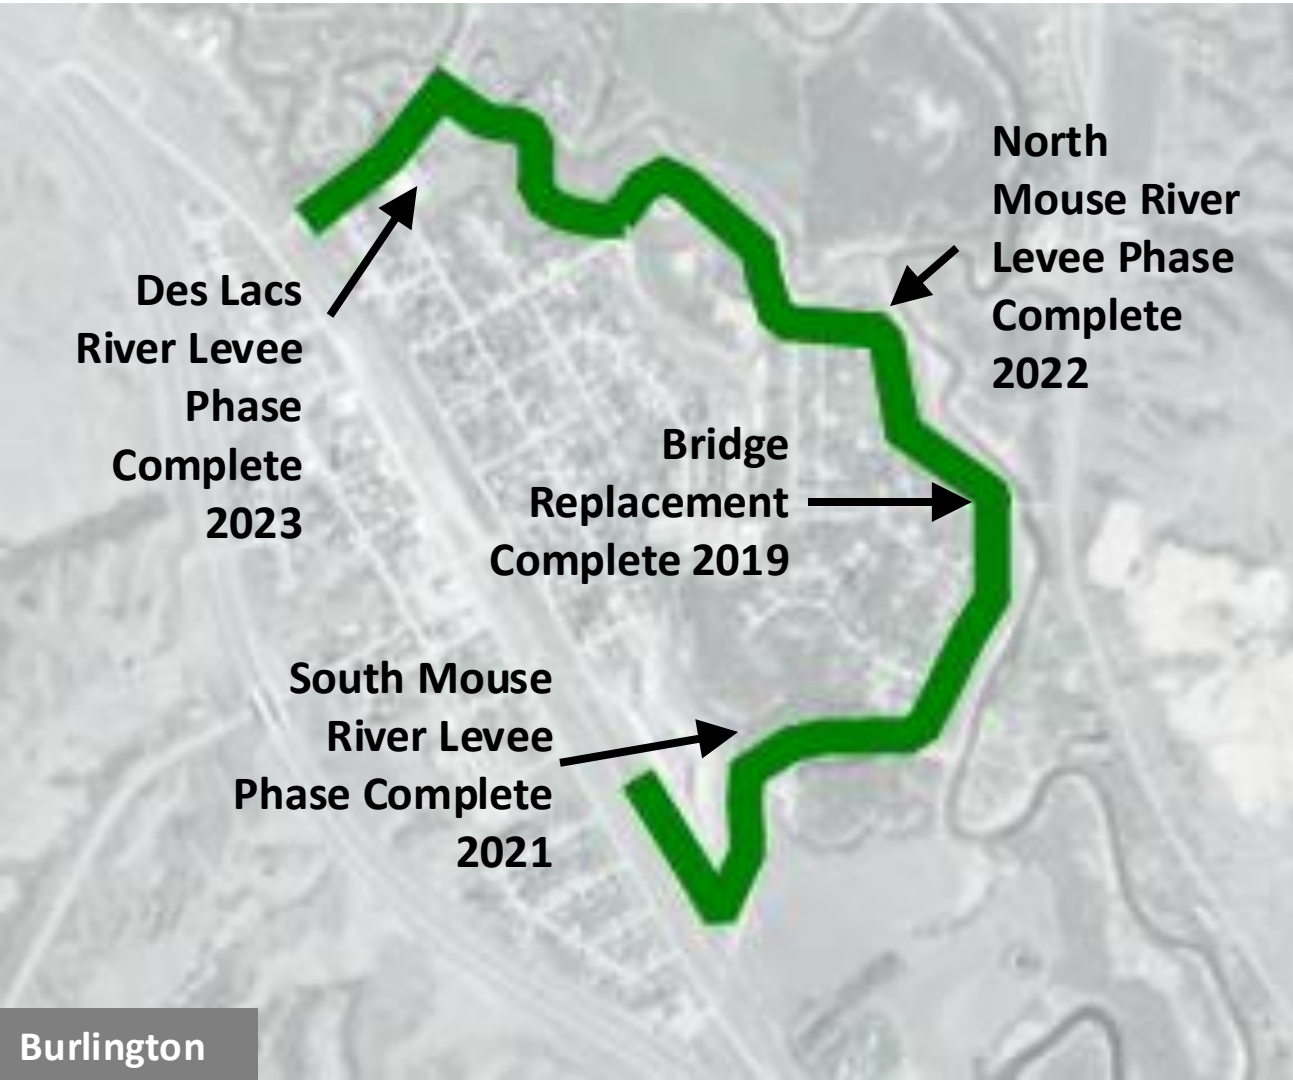 North
Mouse River
Levee Phase
Complete
2022
Des Lacs
River Levee
Phase
Complete
2023
Bridge
Replacement
Complete 2019
South Mouse
River Levee
Phase Complete
2021
Burlington